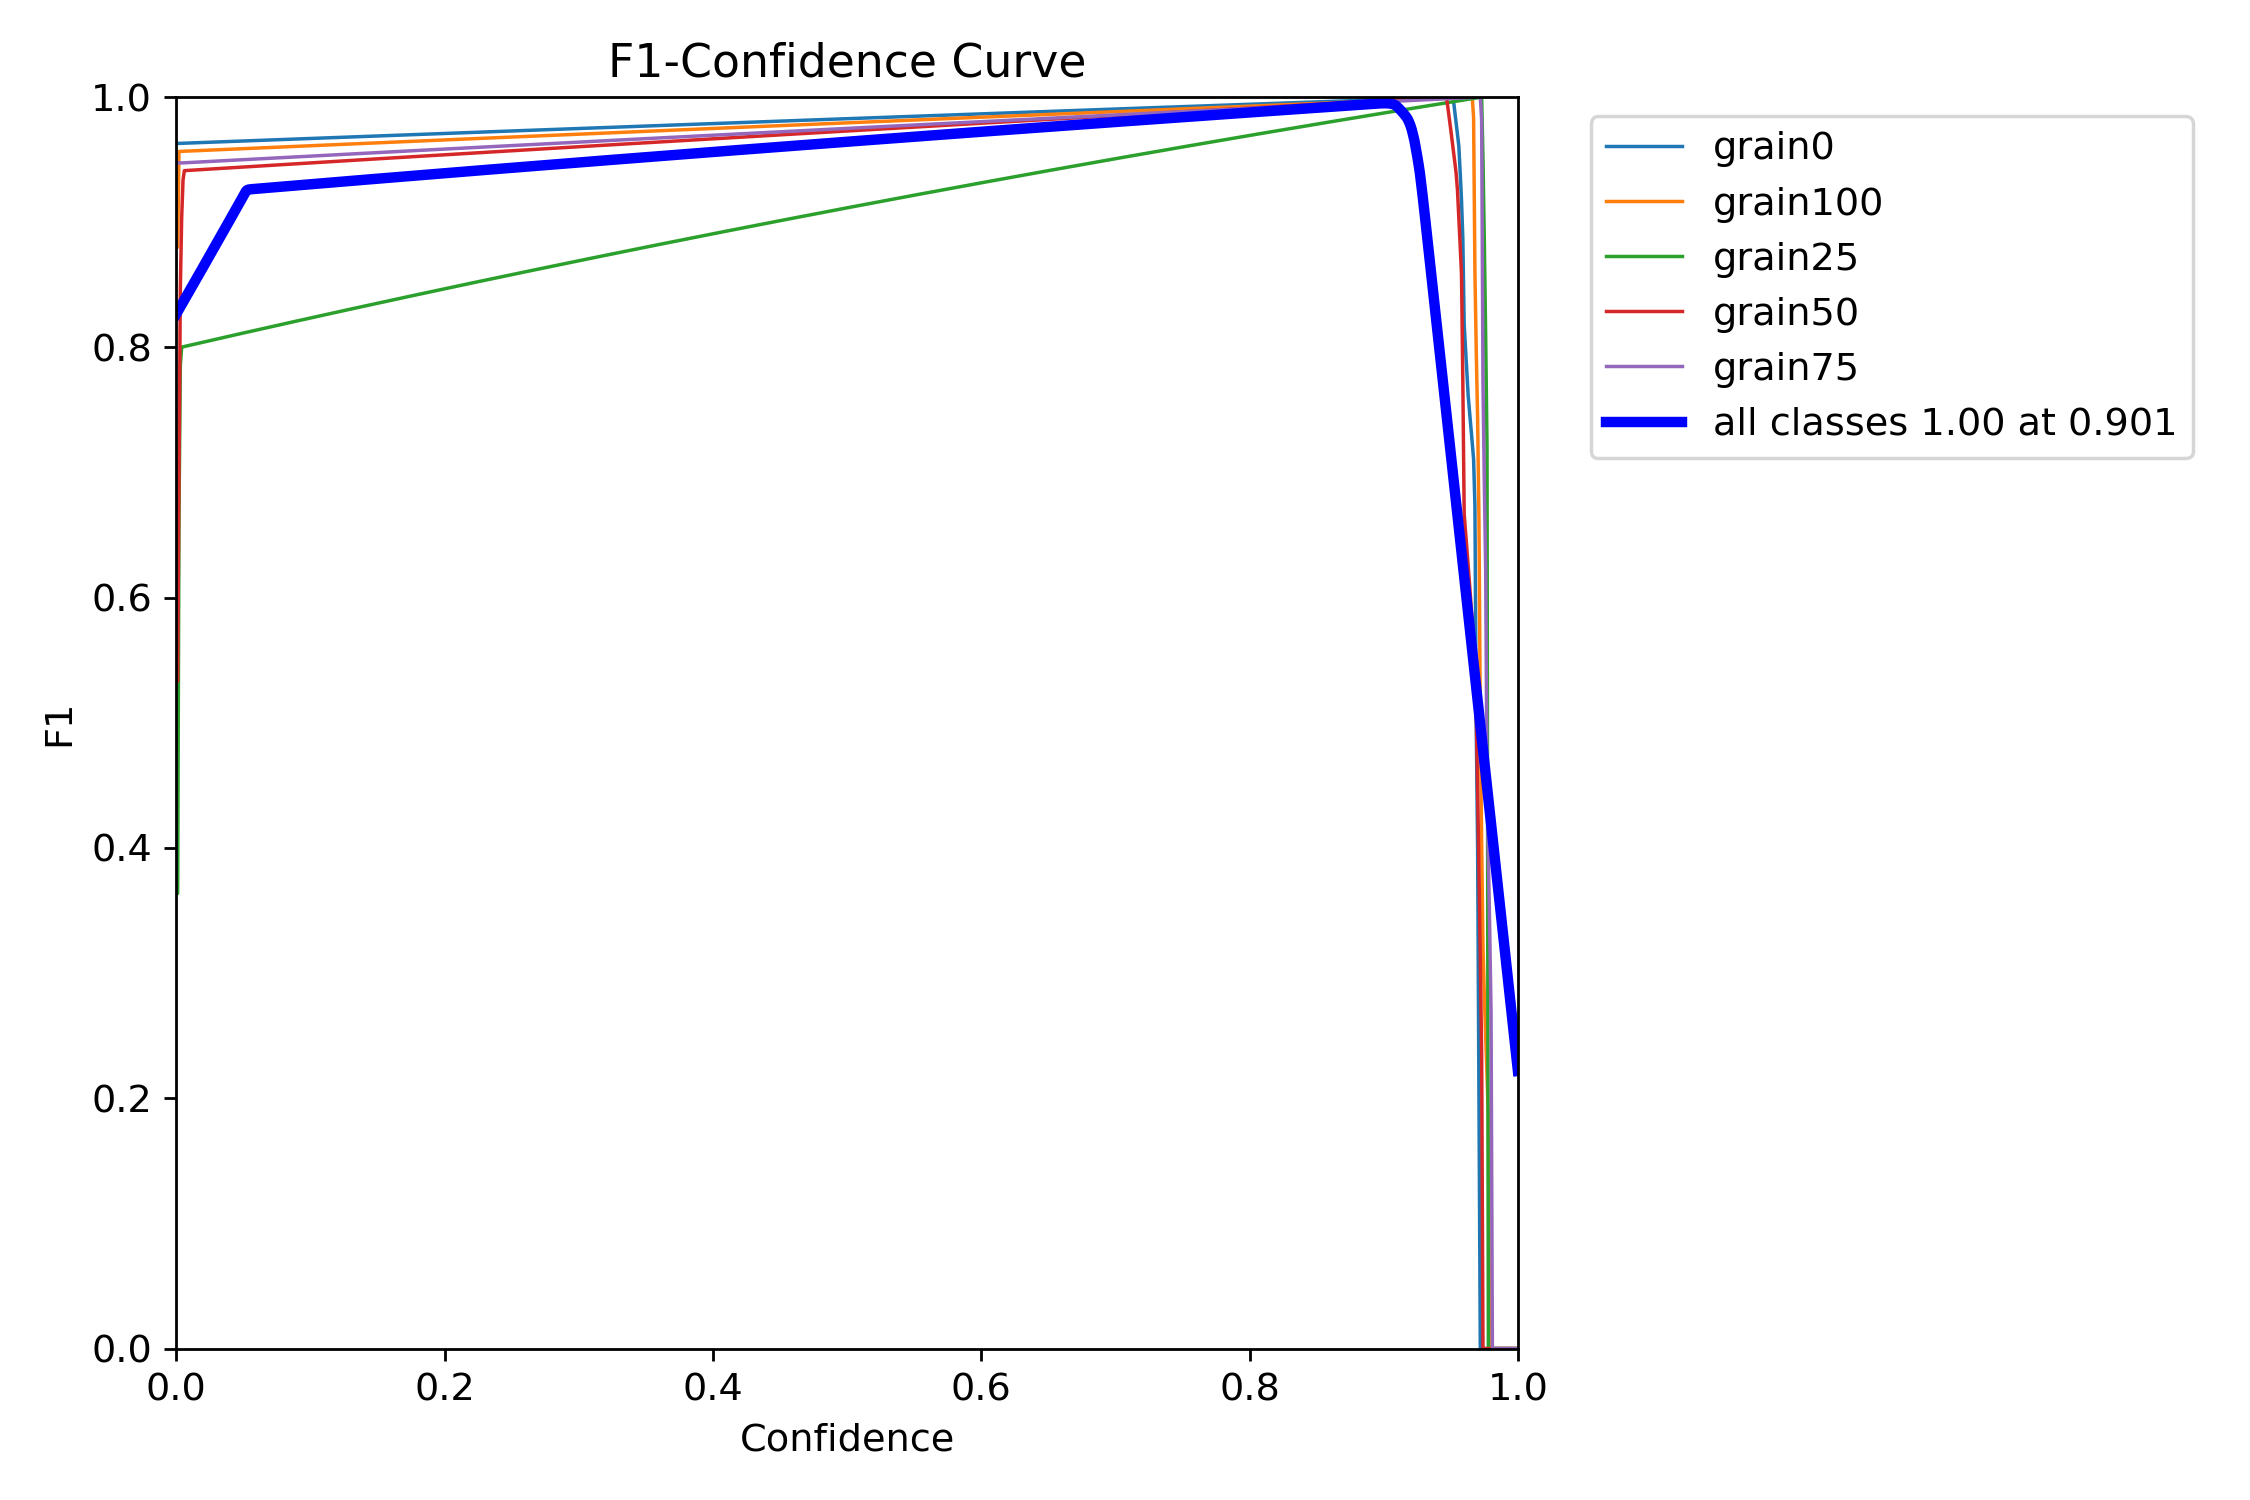 F1-Confidence Curve
1.0
0.8
0.6
0.4
0.2
0.0
F1
0.0 0.2 0.4 0.6 0.8 1.0
Confidence
grain0
grain100
grain25
grain50
grain75
all classes 1.00 at 0.901